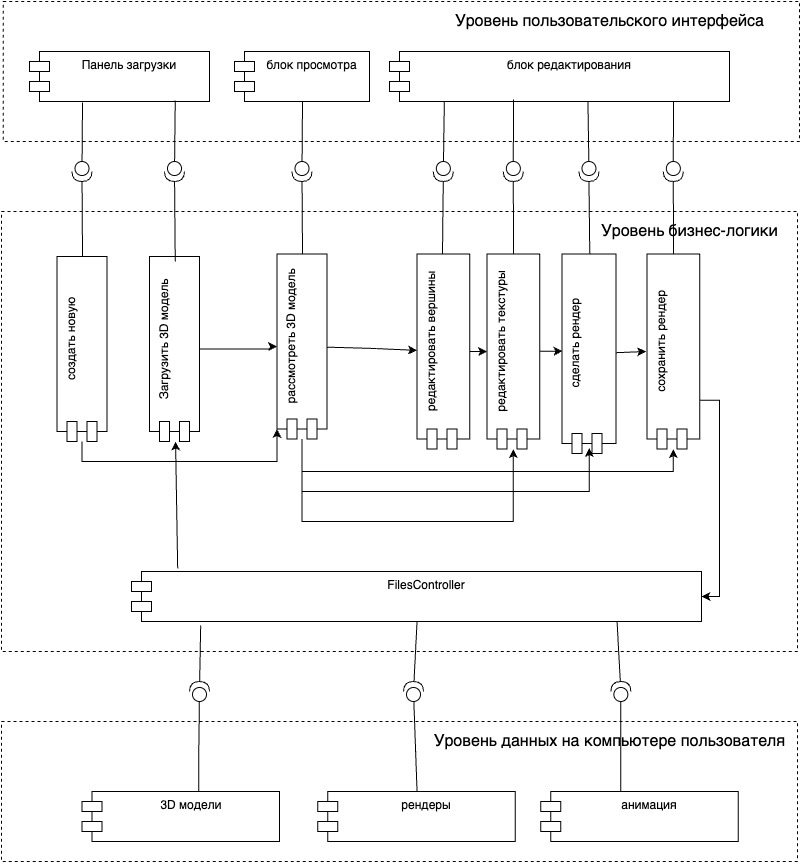 Уровень пользовательского интерфейса
Панель загрузки
блок просмотра
блок редактирования
Уровень бизнес-логики
создать новую
Загрузить 3D модель
рассмотреть 3D модель
редактировать вершины
редактировать текстуры
сделать рендер
сохранить рендер
FilesController
Уровень данных на компьютере пользователя
3D модели
рендеры
анимация